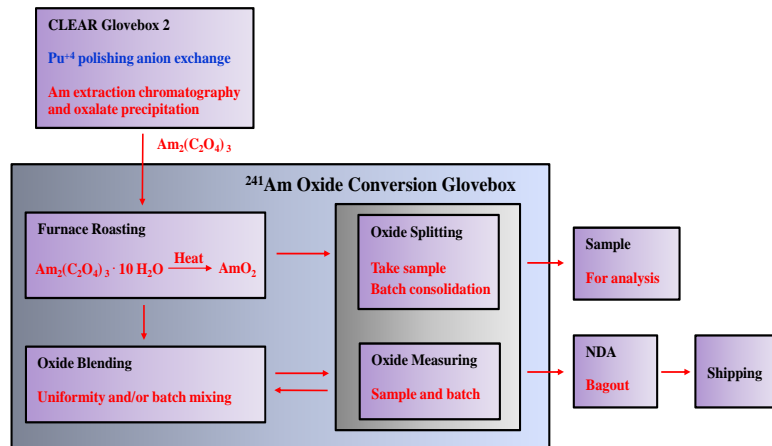 CLEAR Glovebox 2
Pu⁺⁴ polishing anion exchange
Am extraction chromatography
and oxalate precipitation
Am₂(C₂O₄)₃
²⁴¹Am Oxide Conversion Glovebox
Furnace Roasting
Am₂(C₂O₄)₃ · 10 H₂O Heat AmO₂
Oxide Splitting
Take sample
Batch consolidation
Sample
For analysis
Oxide Blending
Uniformity and/or batch mixing
Oxide Measuring
Sample and batch
NDA
Bagout
Shipping